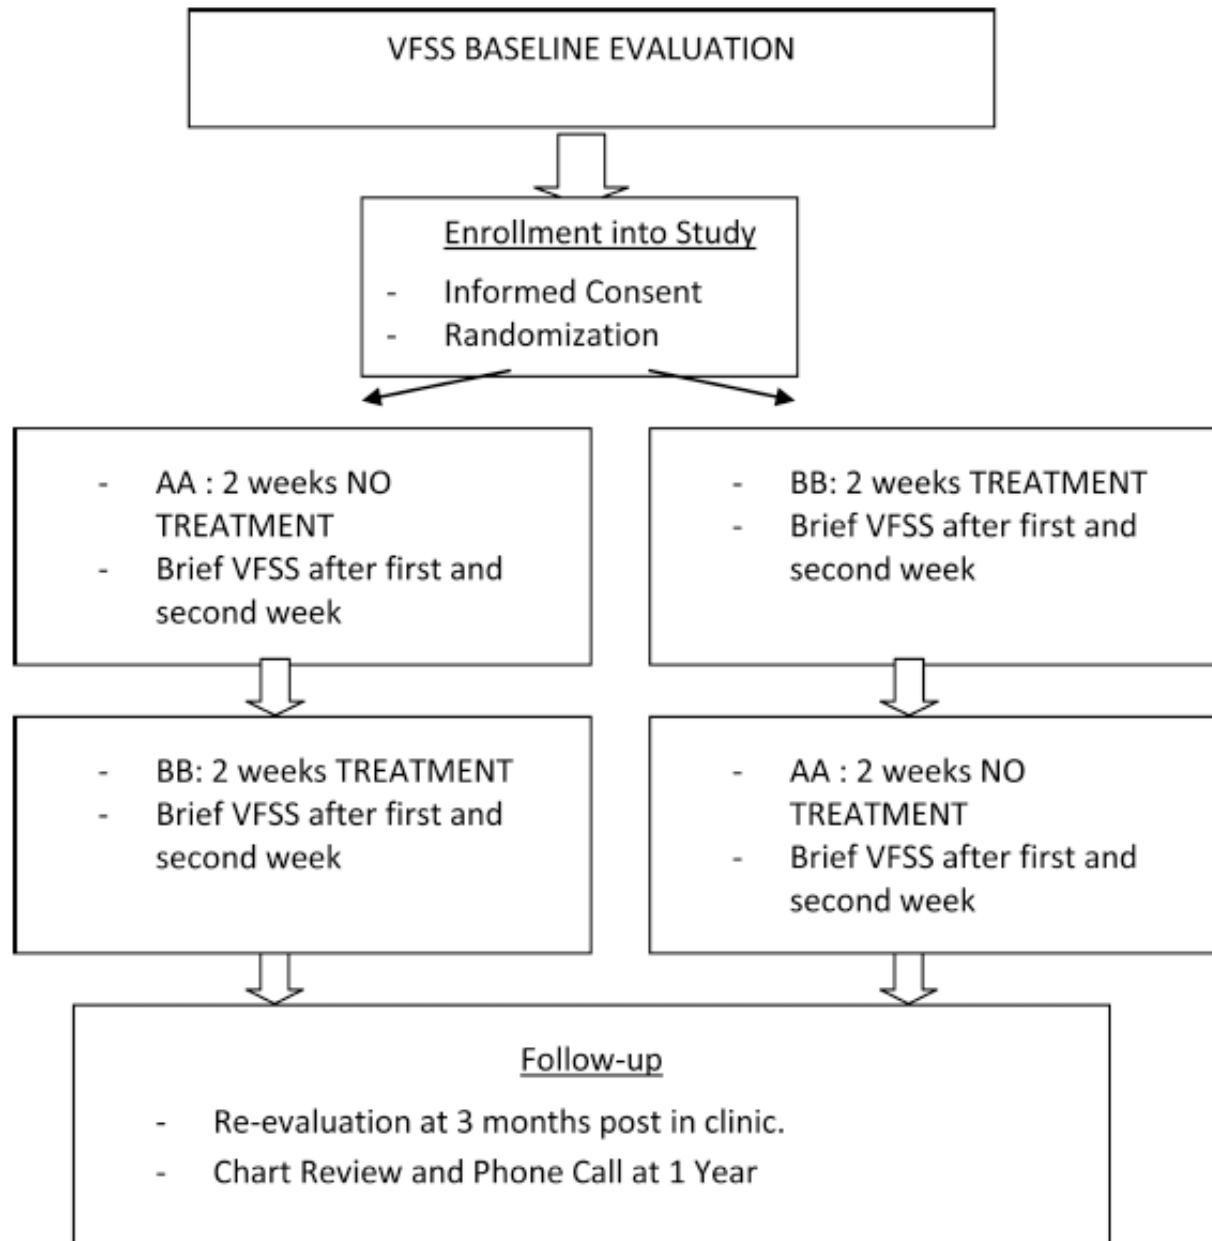 VFSS BASELINE EVALUATION
Enrollment into Study
- Informed Consent
- Randomization
- AA : 2 weeks NO
TREATMENT
- Brief VFSS after first and
second week
- BB: 2 weeks TREATMENT
- Brief VFSS after first and
second week
- BB: 2 weeks TREATMENT
- Brief VFSS after first and
second week
- AA : 2 weeks NO
TREATMENT
- Brief VFSS after first and
second week
Follow-up
- Re-evaluation at 3 months post in clinic.
- Chart Review and Phone Call at 1 Year